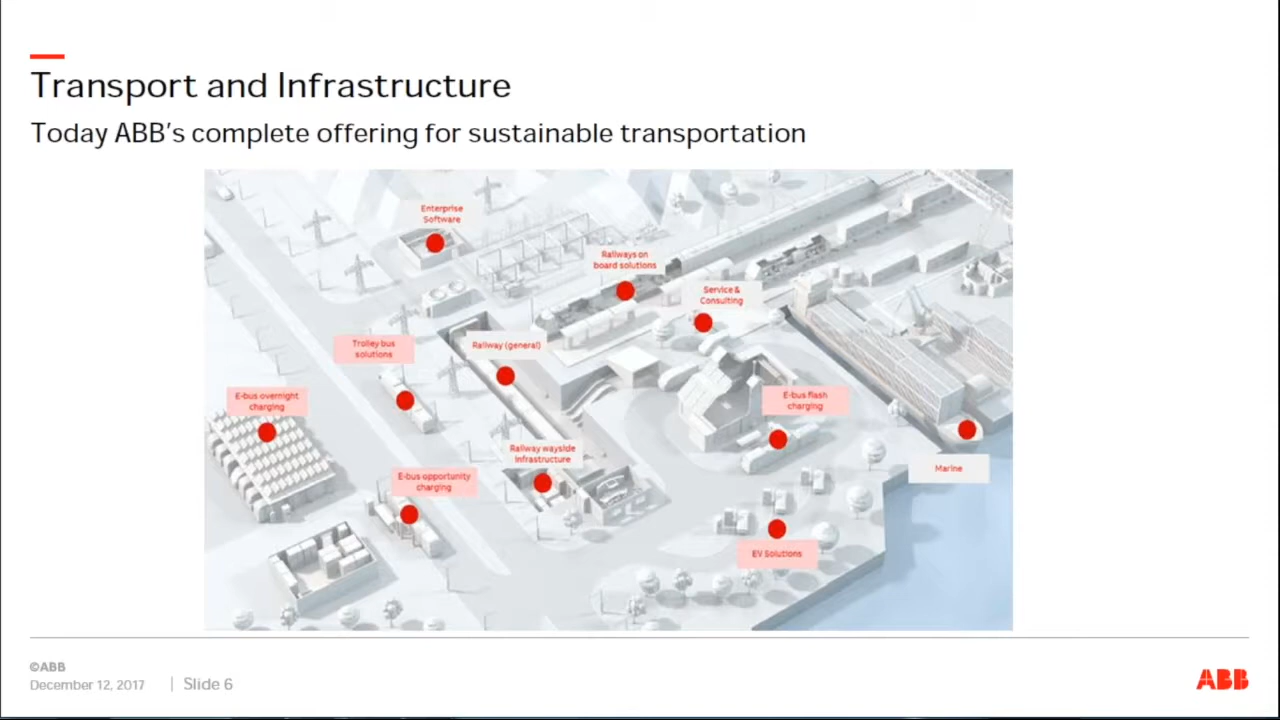 Transport and Infrastructure
Today ABB's complete offering for sustainable transportation
Enterprise
Software
Railways on
board solutions
Service &
Consulting
Trolley bus
solutions
Railway (general)
E-bus overnight
charging
E-bus flash
charging
Railway wayside
infrastructure
Marine
E-bus opportunity
charging
EV Solutions
©ABB
December 12, 2017
Slide 6
ABB